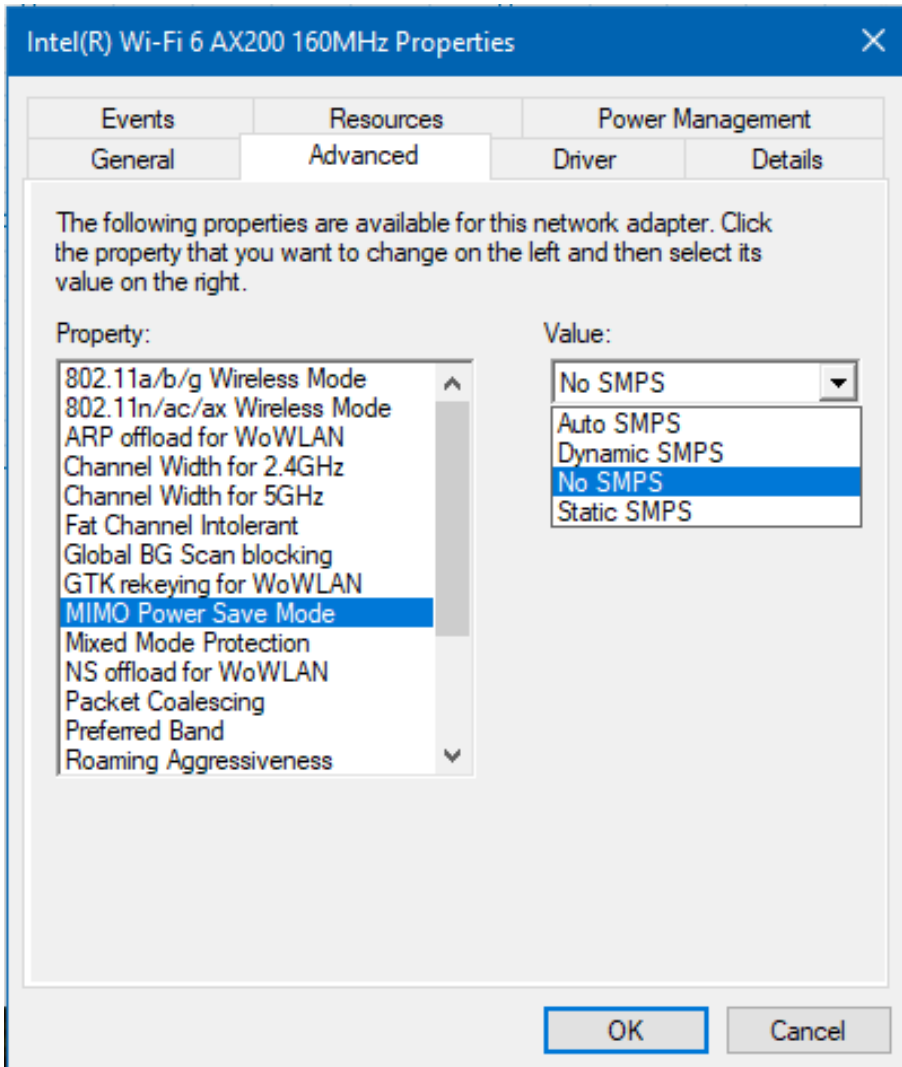 Intel(R) Wi-Fi 6 AX200 160MHz Properties
Events
Resources
Power Management
General
Advanced
Driver
Details
The following properties are available for this network adapter. Click
the property that you want to change on the left and then select its
value on the right.
Property:
802.11a/b/g Wireless Mode
802.11n/ac/ax Wireless Mode
ARP offload for WoWLAN
Channel Width for 2.4GHz
Channel Width for 5GHz
Fat Channel Intolerant
Global BG Scan blocking
GTK rekeying for WoWLAN
MIMO Power Save Mode
Mixed Mode Protection
NS offload for WoWLAN
Packet Coalescing
Preferred Band
Roaming Aggressiveness
Value:
No SMPS
Auto SMPS
Dynamic SMPS
No SMPS
Static SMPS
OK
Cancel